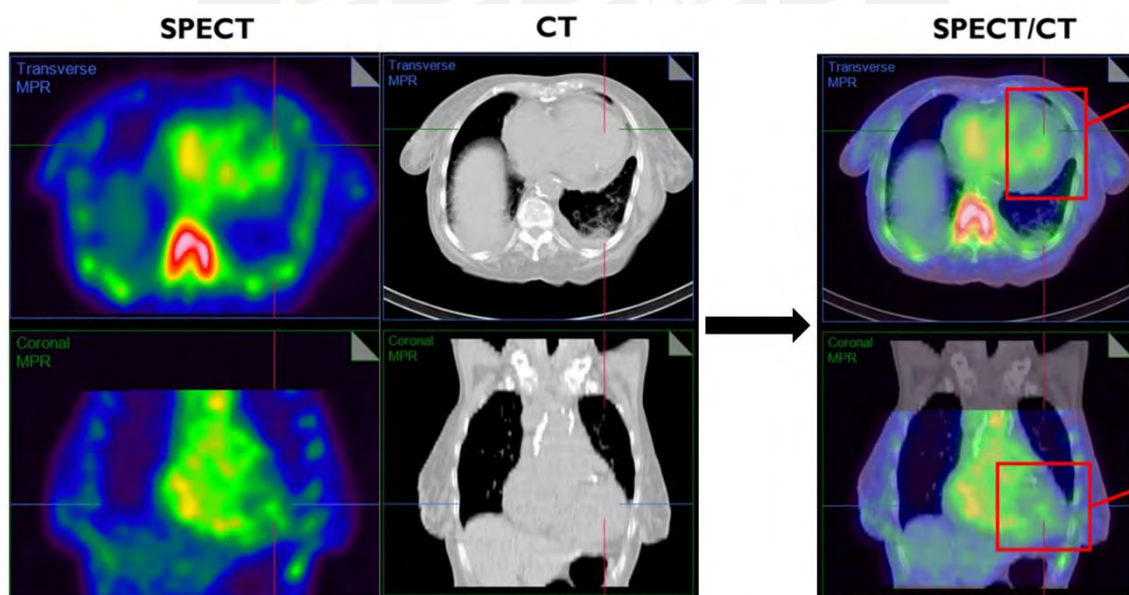 SPECT
CT
SPECT/CT
Transverse
MPR
Transverse
MPR
Transverse
MPR
Coronal
MPR
Coronal
MPR
Coronal
MPR